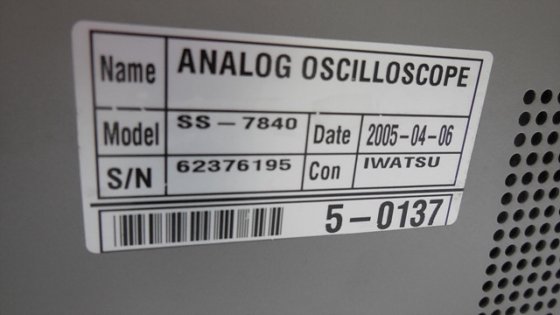 Name ANALOG OSCILLOSCOPE
Model SS-7840 Date 2005-04-06
S/N 62376195 Con IWATSU
5-0137